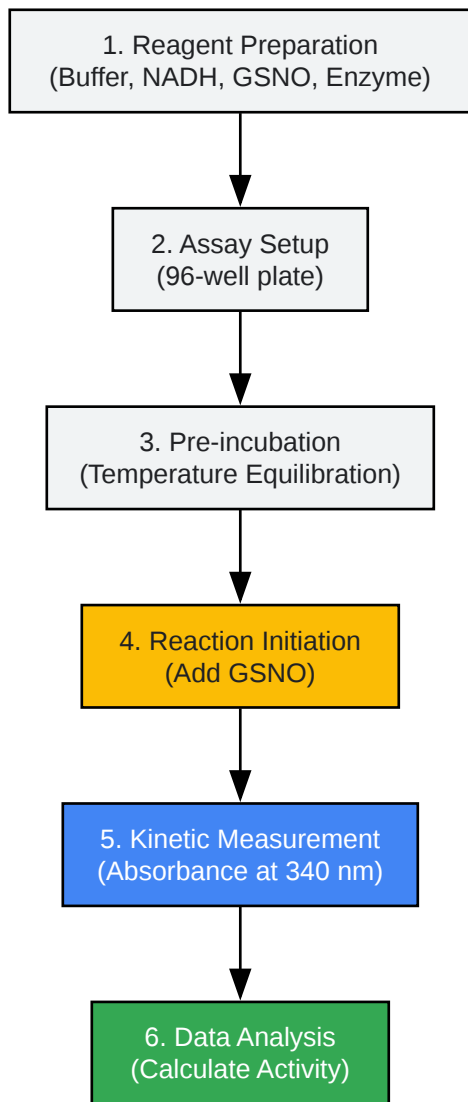 1. Reagent Preparation
(Buffer, NADH, GSNO, Enzyme)
2. Assay Setup
(96-well plate)
3. Pre-incubation
(Temperature Equilibration)
4. Reaction Initiation
(Add GSNO)
5. Kinetic Measurement
(Absorbance at 340 nm)
6. Data Analysis
(Calculate Activity)